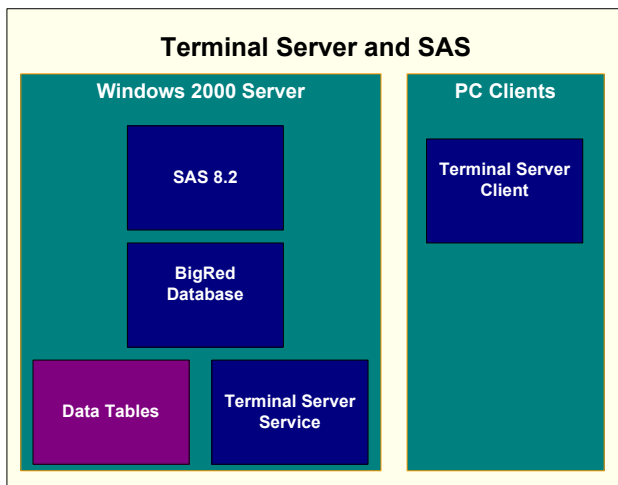 Terminal Server and SAS
Windows 2000 Server
SAS 8.2
BigRed
Database
Data Tables
Terminal Server
Service
PC Clients
Terminal Server
Client